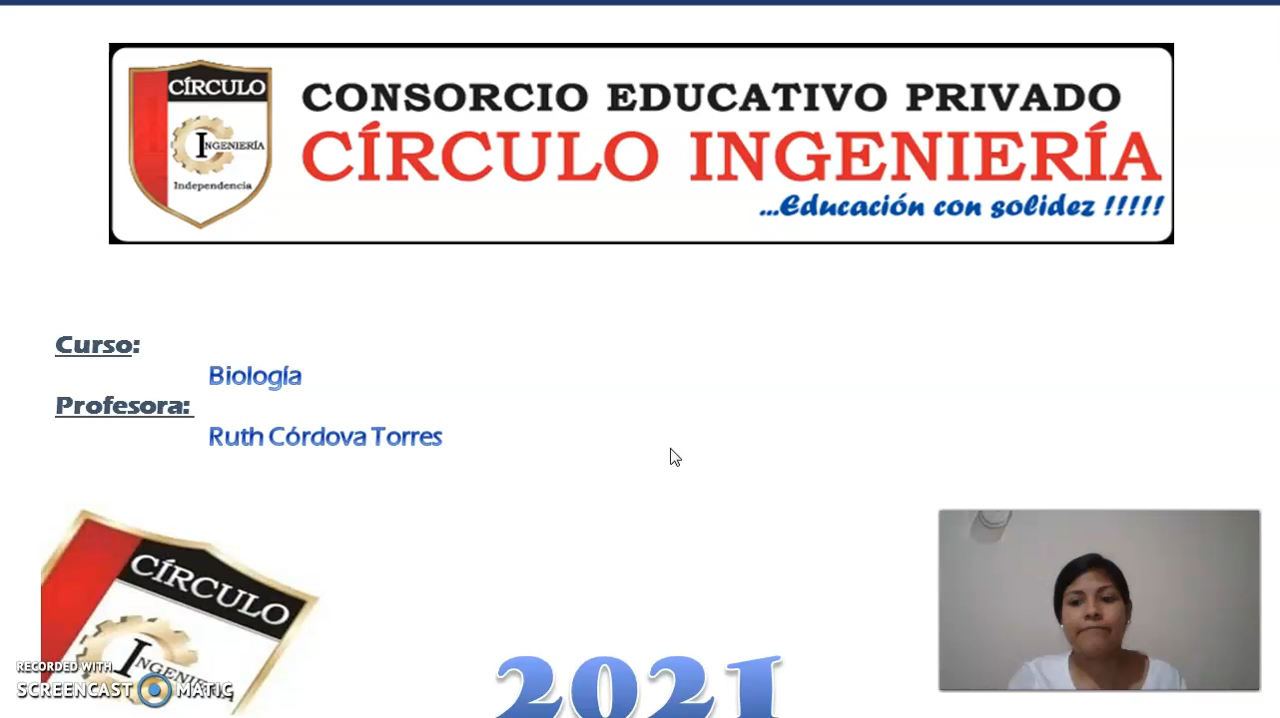 CÍRCULO
INGENIERÍA
Independencia
CONSORCIO EDUCATIVO PRIVADO
CÍRCULO INGENIERÍA
...Educación con solidez !!!!!
Curso:
Biología
Profesora:
Ruth Córdova Torres
CÍRCULO
RECORDED WITH
SCREENCAST MATIC
2021